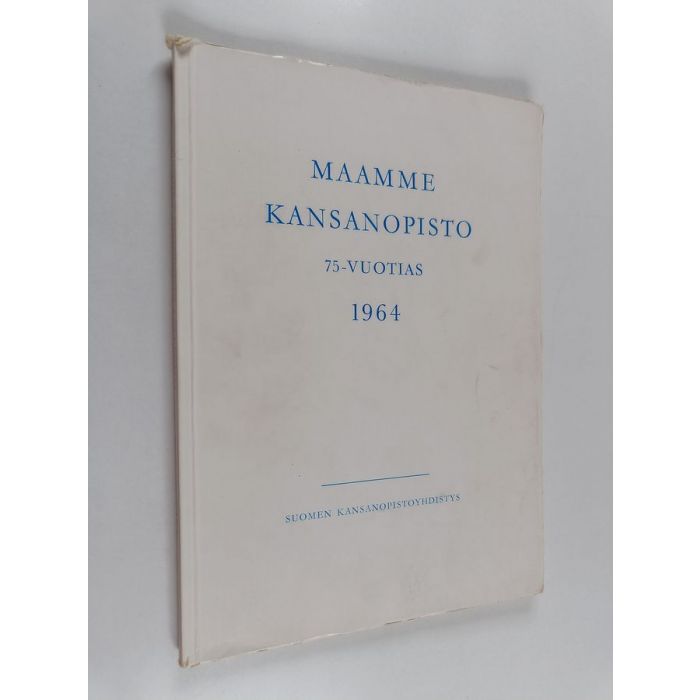 MAAMME
KANSANOPISTO
75-VUOTIAS
1964
SUOMEN KANSANOPISTOYHDISTYS